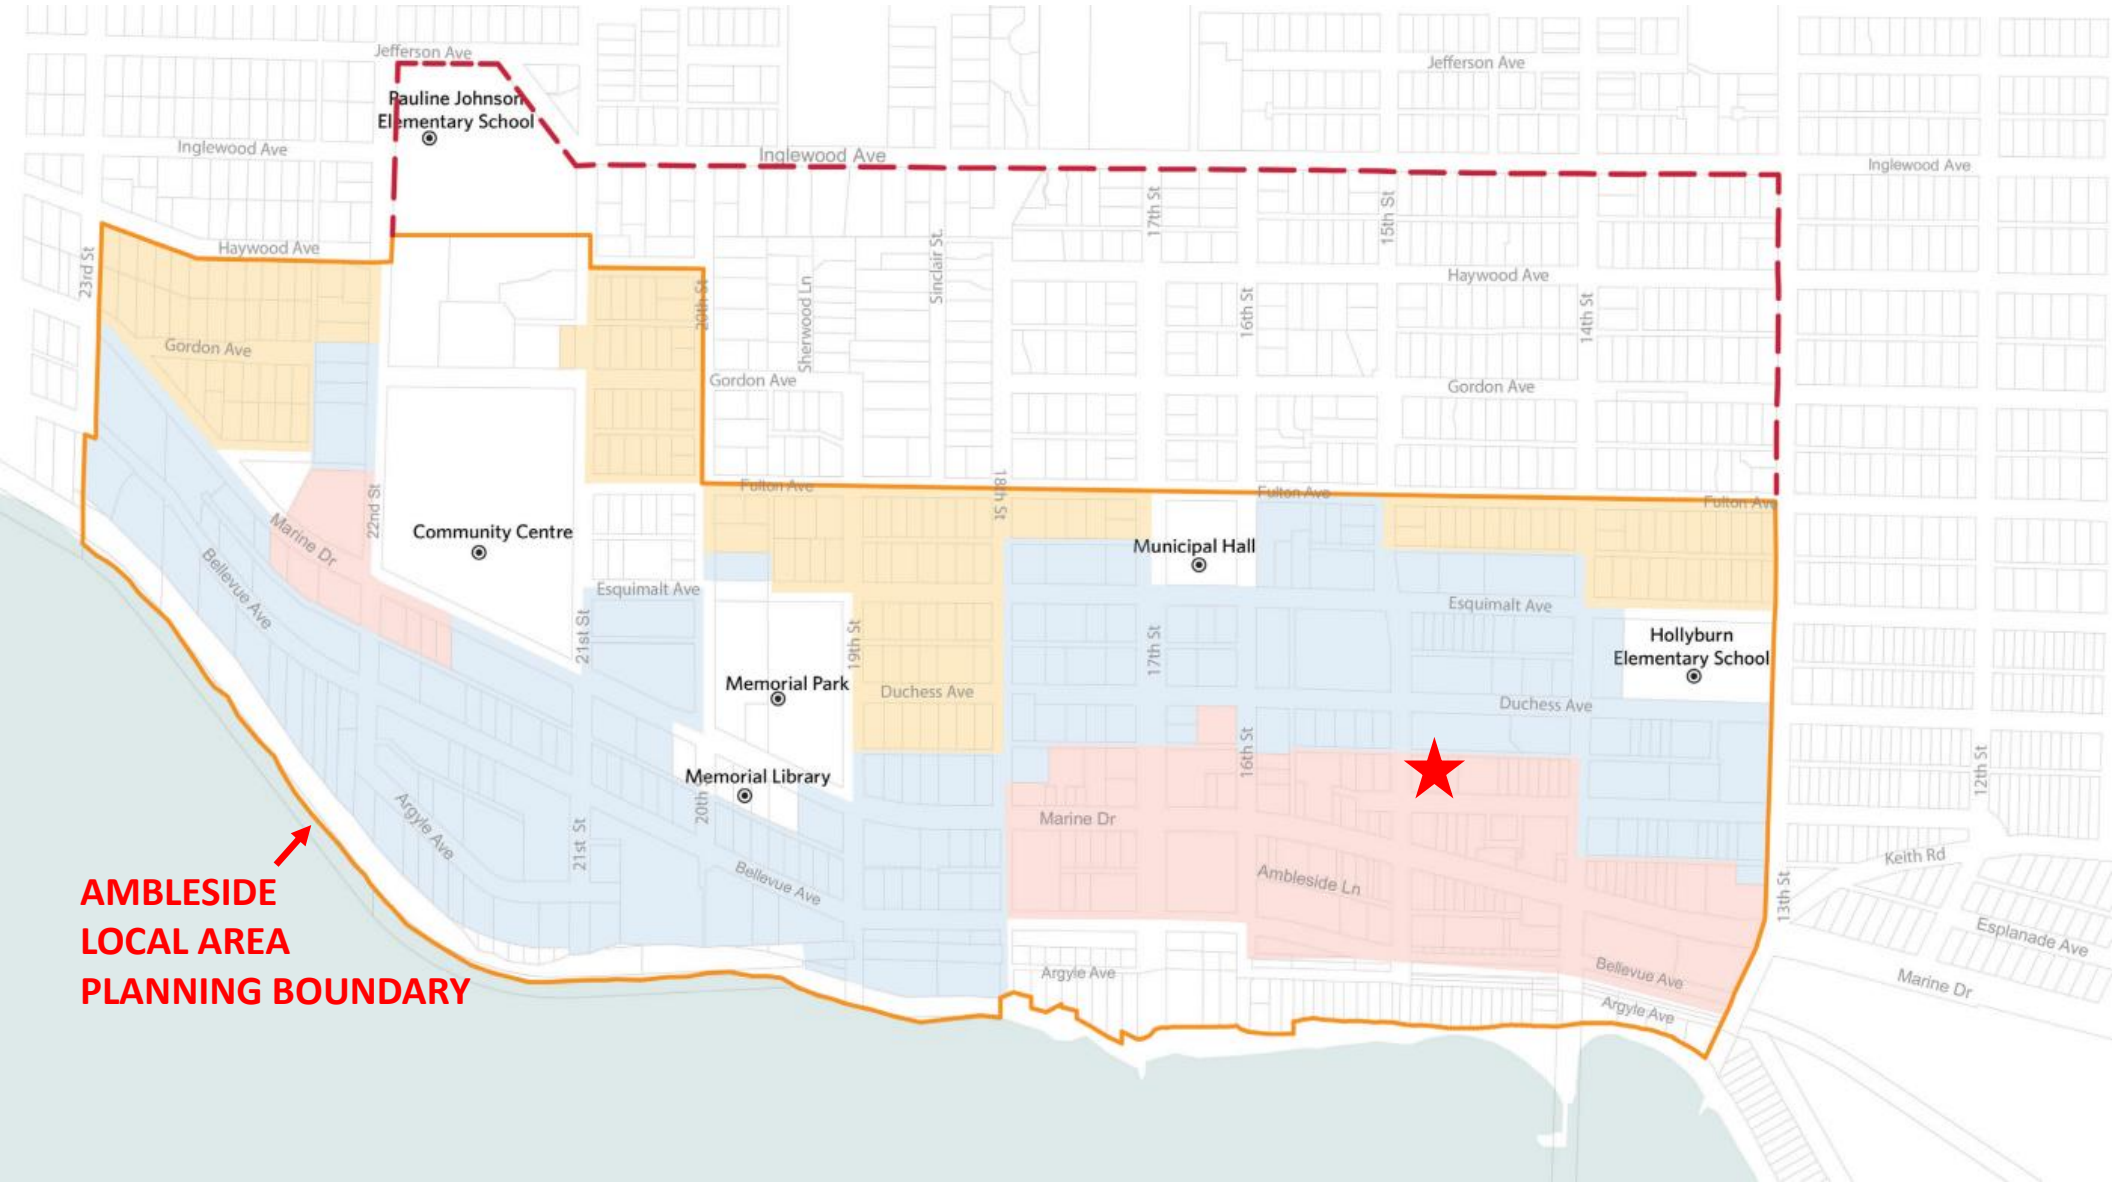 Jefferson Ave
Jefferson Ave
Pauline Johnson
Elementary School
Inglewood Ave
Inglewood Ave
Inglewood Ave
17th St
15th St
23rd St
Haywood Ave
20th St
Sherwood Ln
Sinclair St.
16th St
Haywood Ave
14th St
Gordon Ave
Gordon Ave
Gordon Ave
Fulton Ave
18th St
Fulton Ave
Fulton Ave
22nd St
Community Centre
Marine Dr
Municipal Hall
Bellevue Ave
Esquimalt Ave
Esquimalt Ave
21st St
19th St
17th St
Hollyburn
Elementary School
Memorial Park
Duchess Ave
Duchess Ave
16th St
12th St
Memorial Library
20th St
Argyle Ave
21st St
Marine Dr
Keith Rd
Bellevue Ave
Ambleside Ln
13th St
AMBLESIDE
LOCAL AREA
PLANNING BOUNDARY
Esplanade Ave
Argyle Ave
Bellevue Ave
Marine Dr
Argyle Ave